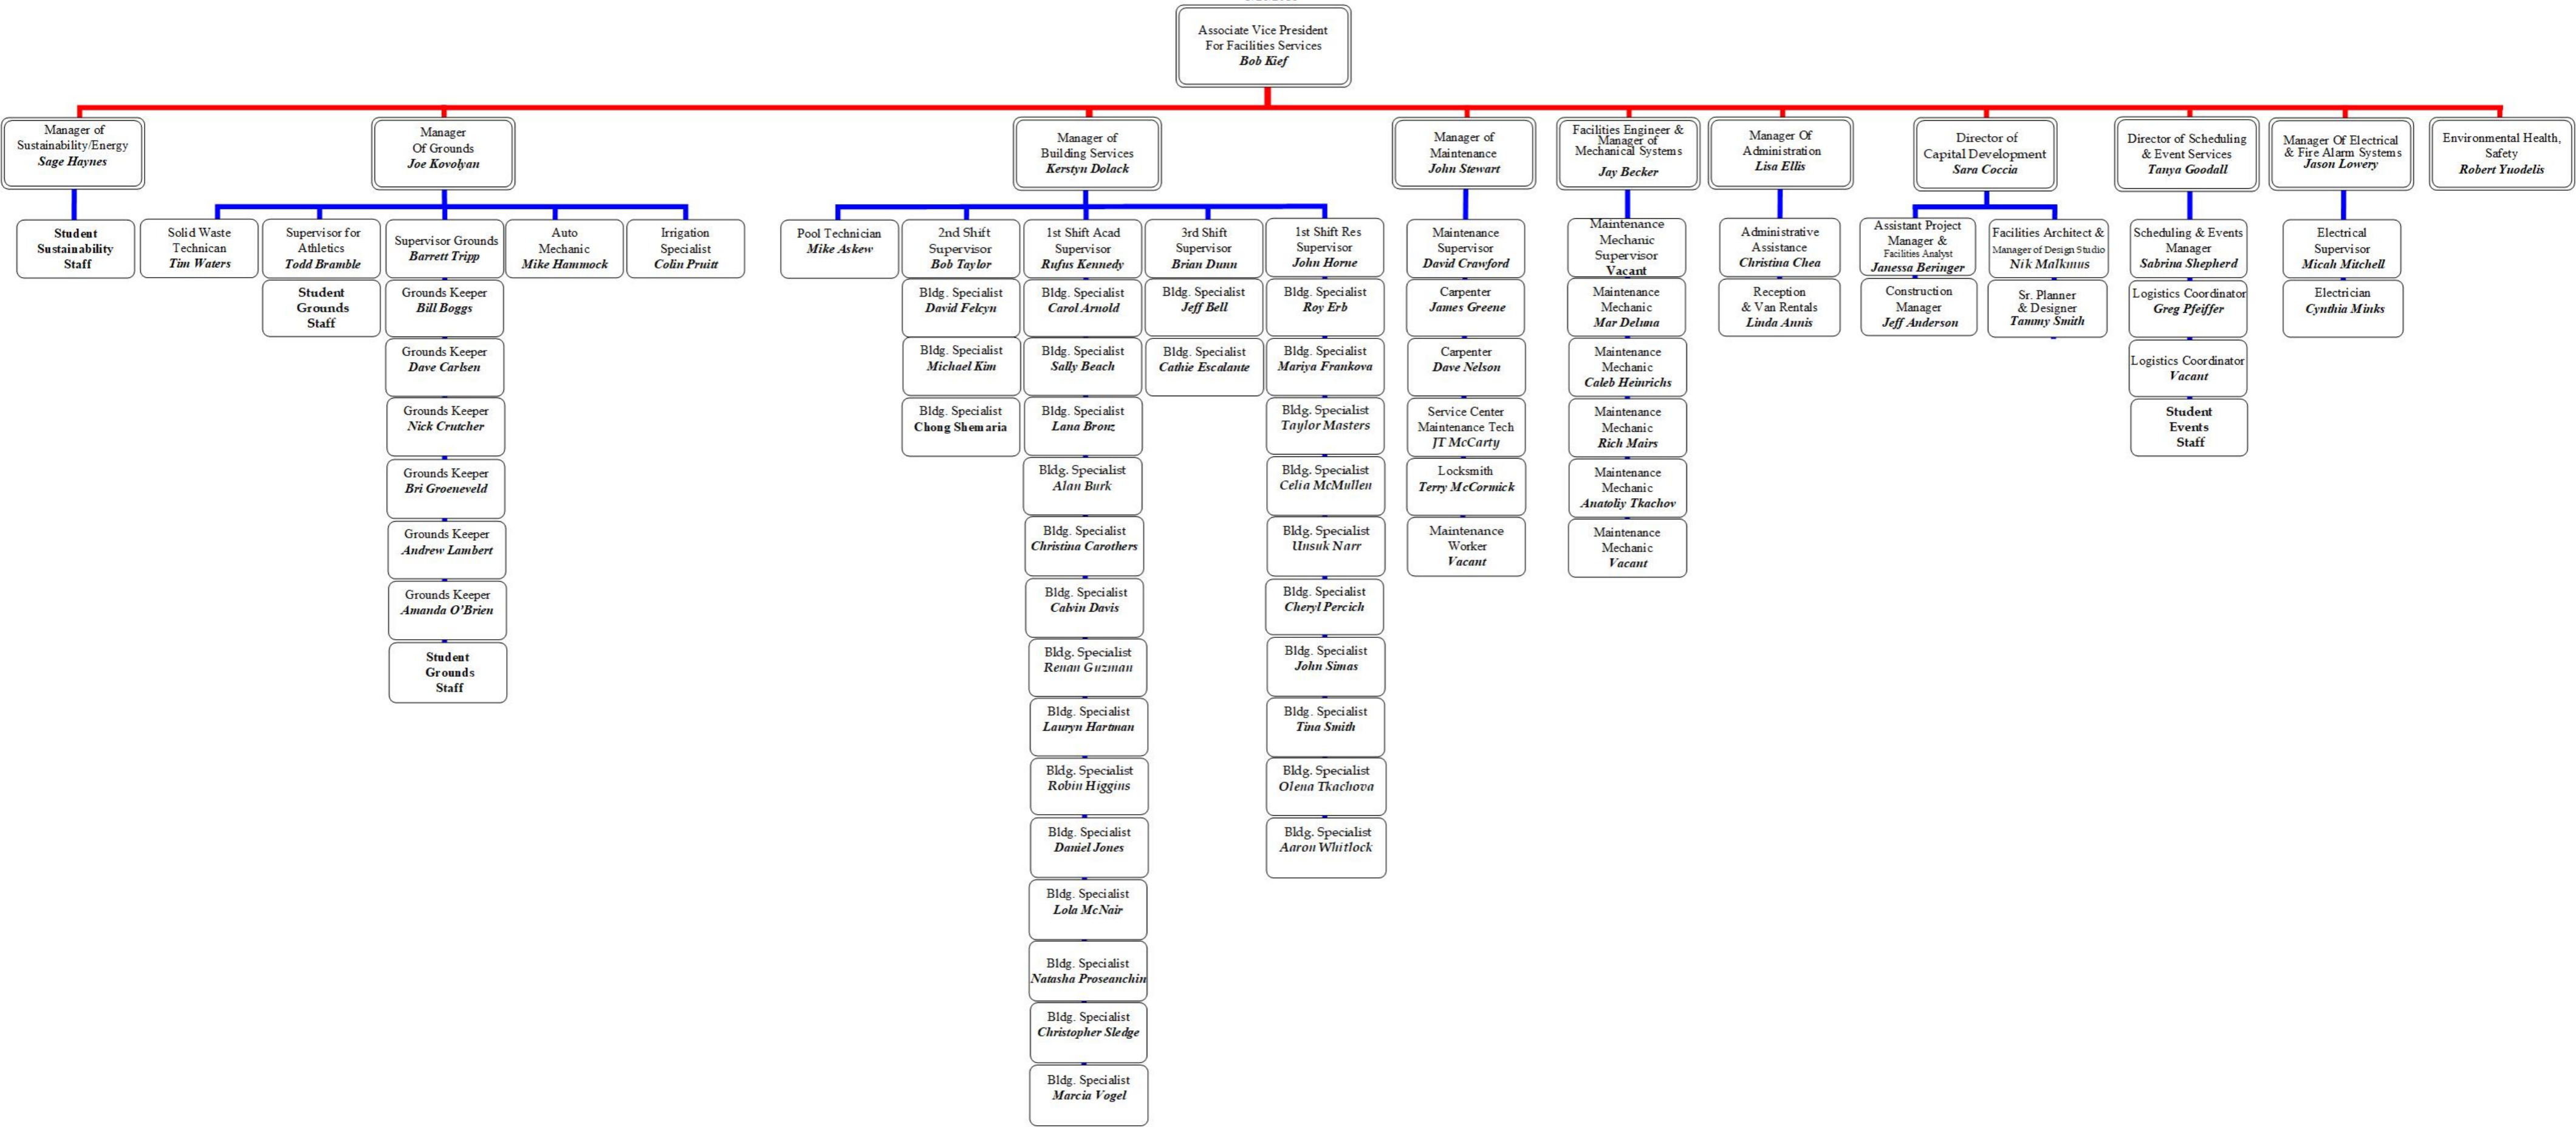 Associate Vice President
For Facilities Services
Bob Kief
Manager of
Sustainability/Energy
Sage Haynes
Manager
Of Grounds
Joe Kovolyan
Manager of
Building Services
Kerstyn Dolack
Manager of
Maintenance
John Stewart
Facilities Engineer &
Manager of
Mechanical Systems
Jay Becker
Manager Of
Administration
Lisa Ellis
Director of
Capital Development
Sara Coccia
Director of Scheduling
& Event Services
Tanya Goodall
Manager Of Electrical
& Fire Alarm Systems
Jason Lowery
Environmental Health,
Safety
Robert Yuodelis
Student
Sustainability
Staff
Solid Waste
Technican
Tim Waters
Supervisor for
Athletics
Todd Bramble
Student
Grounds
Staff
Supervisor Grounds
Barrett Tripp
Grounds Keeper
Bill Boggs
Grounds Keeper
Dave Carlsen
Grounds Keeper
Nick Crutcher
Grounds Keeper
Bri Groeneveld
Grounds Keeper
Andrew Lambert
Grounds Keeper
Amanda O'Brien
Student
Grounds
Staff
Auto
Mechanic
Mike Hammock
Irrigation
Specialist
Colin Pruitt
Pool Technician
Mike Askew
2nd Shift
Supervisor
Bob Taylor
Bldg. Specialist
David Felcyn
Bldg. Specialist
Michael Kim
Bldg. Specialist
Chong Shemaria
1st Shift Acad
Supervisor
Rufus Kennedy
Bldg. Specialist
Carol Arnold
Bldg. Specialist
Sally Beach
Bldg. Specialist
Lana Bronz
Bldg. Specialist
Alan Burk
Bldg. Specialist
Christina Carothers
Bldg. Specialist
Calvin Davis
Bldg. Specialist
Renan Guzman
Bldg. Specialist
Lauryn Hartman
Bldg. Specialist
Robin Higgins
Bldg. Specialist
Daniel Jones
Bldg. Specialist
Lola McNair
Bldg. Specialist
Natasha Proseanchin
Bldg. Specialist
Christopher Sledge
Bldg. Specialist
Marcia Vogel
3rd Shift
Supervisor
Brian Dunn
Bldg. Specialist
Jeff Bell
Bldg. Specialist
Cathie Escalante
1st Shift Res
Supervisor
John Horne
Bldg. Specialist
Roy Erb
Bldg. Specialist
Mariya Frankova
Bldg. Specialist
Taylor Masters
Bldg. Specialist
Celia McMullen
Bldg. Specialist
Unsuk Narr
Bldg. Specialist
Cheryl Percich
Bldg. Specialist
John Simas
Bldg. Specialist
Tina Smith
Bldg. Specialist
Olena Tkachova
Bldg. Specialist
Aaron Whitlock
Maintenance
Supervisor
David Crawford
Carpenter
James Greene
Carpenter
Dave Nelson
Service Center
Maintenance Tech
JT McCarty
Locksmith
Terry McCormick
Maintenance
Worker
Vacant
Maintenance
Mechanic
Supervisor
Vacant
Maintenance
Mechanic
Mar Deluna
Maintenance
Mechanic
Caleb Heinrichs
Maintenance
Mechanic
Rich Mairs
Maintenance
Mechanic
Anatoliy Tkachov
Maintenance
Mechanic
Vacant
Administrative
Assistance
Christina Chea
Reception
& Van Rentals
Linda Annis
Assistant Project
Manager &
Facilities Analyst
Janessa Beringer
Construction
Manager
Jeff Anderson
Facilities Architect &
Manager of Design Studio
Nik Malkmus
Sr. Planner
& Designer
Tammy Smith
Scheduling & Events
Manager
Sabrina Shepherd
Logistics Coordinator
Greg Pfeiffer
Logistics Coordinator
Vacant
Student
Events
Staff
Electrical
Supervisor
Micah Mitchell
Electrician
Cynthia Minks